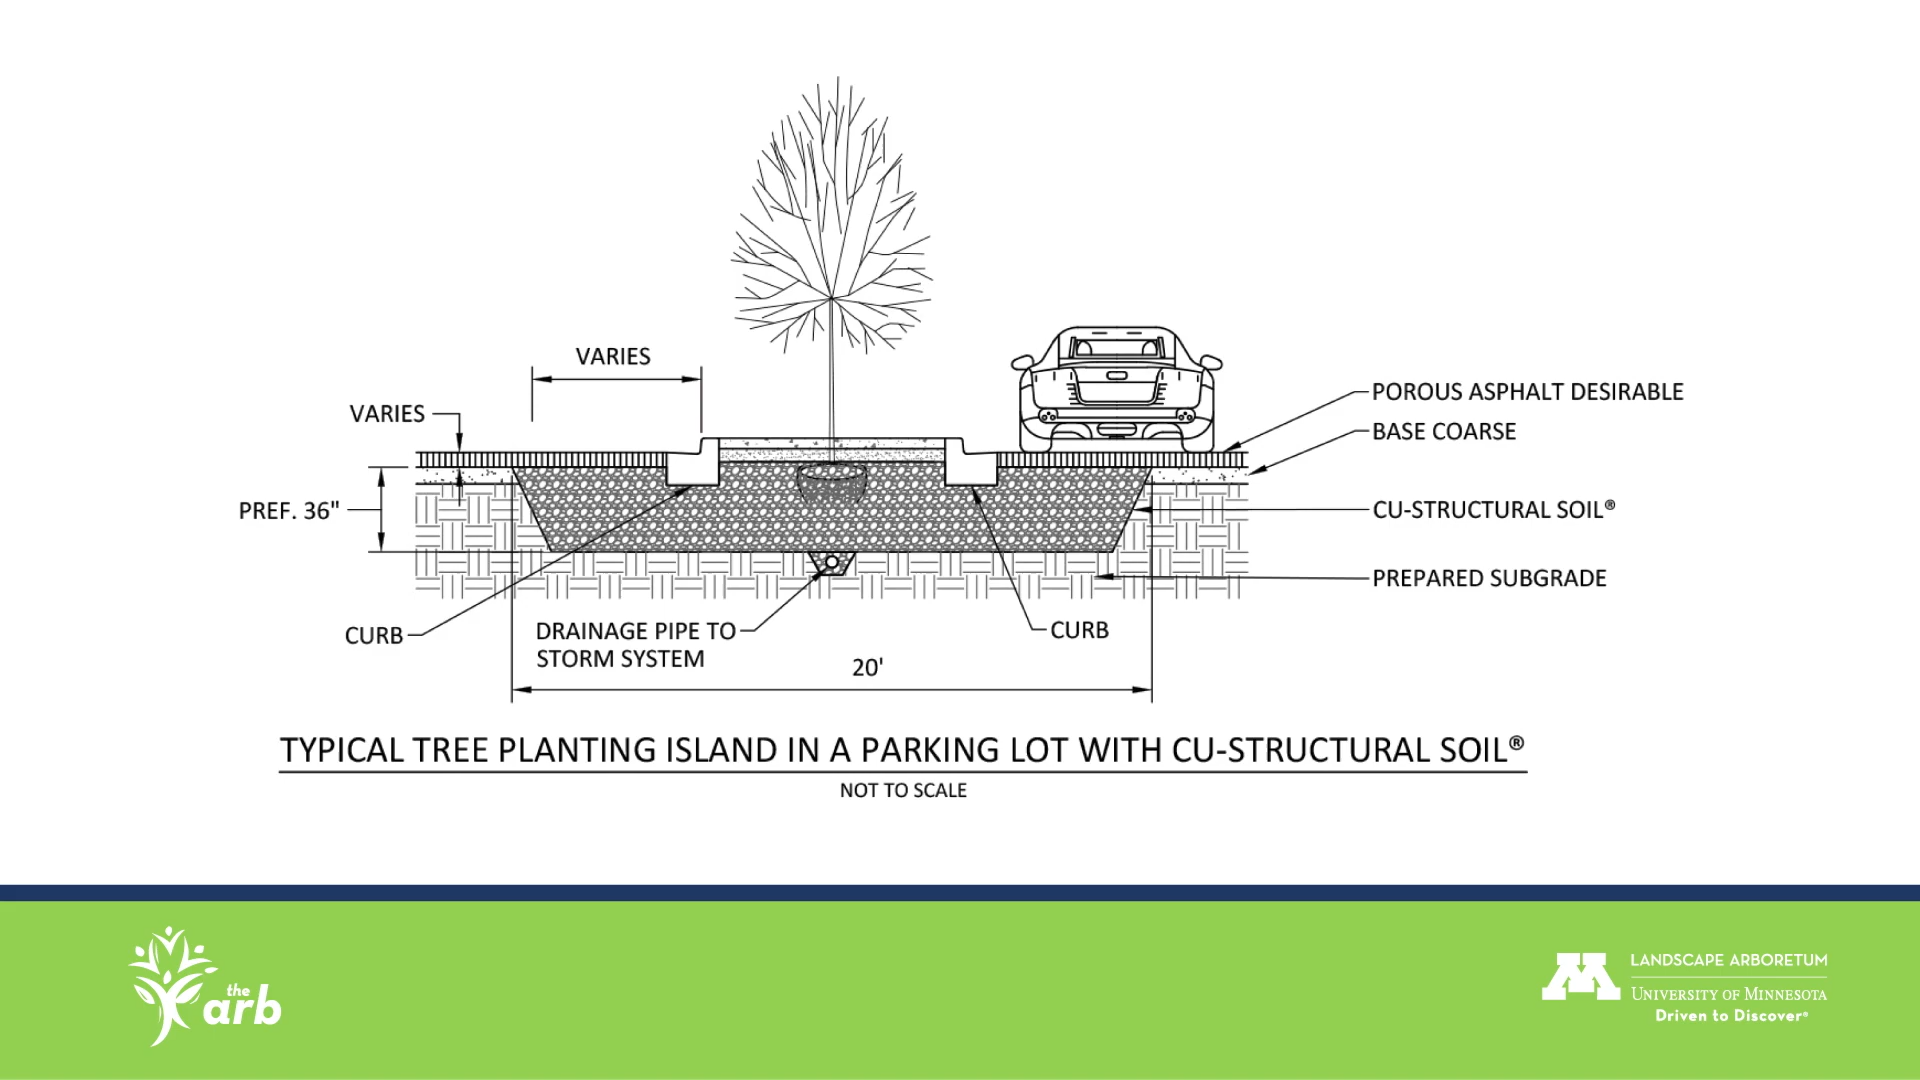 VARIES
VARIES
POROUS ASPHALT DESIRABLE
BASE COARSE
PREF. 36"
CU-STRUCTURAL SOIL®
PREPARED SUBGRADE
CURB
DRAINAGE PIPE TO
STORM SYSTEM
CURB
20'
TYPICAL TREE PLANTING ISLAND IN A PARKING LOT WITH CU-STRUCTURAL SOIL®
NOT TO SCALE
the
arb
M
LANDSCAPE ARBORETUM
UNIVERSITY OF MINNESOTA
Driven to Discover®